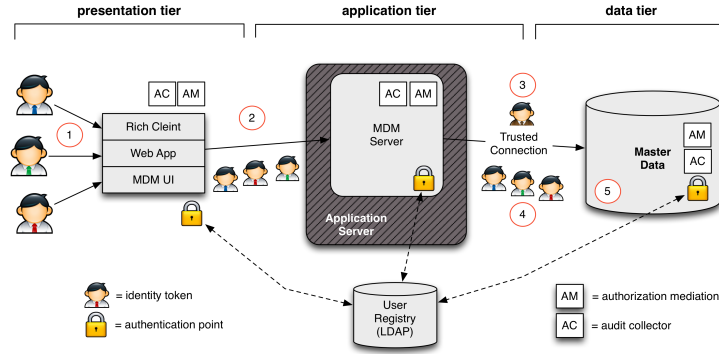 presentation tier
application tier
data tier
AC AM
1
Rich Cleint
Web App
MDM UI
2
AC AM
MDM
Server
Application
Server
3
Trusted
Connection
4
Master
Data
AM
AC
5
User
Registry
(LDAP)
= identity token
= authentication point
AM = authorization mediation
AC = audit collector